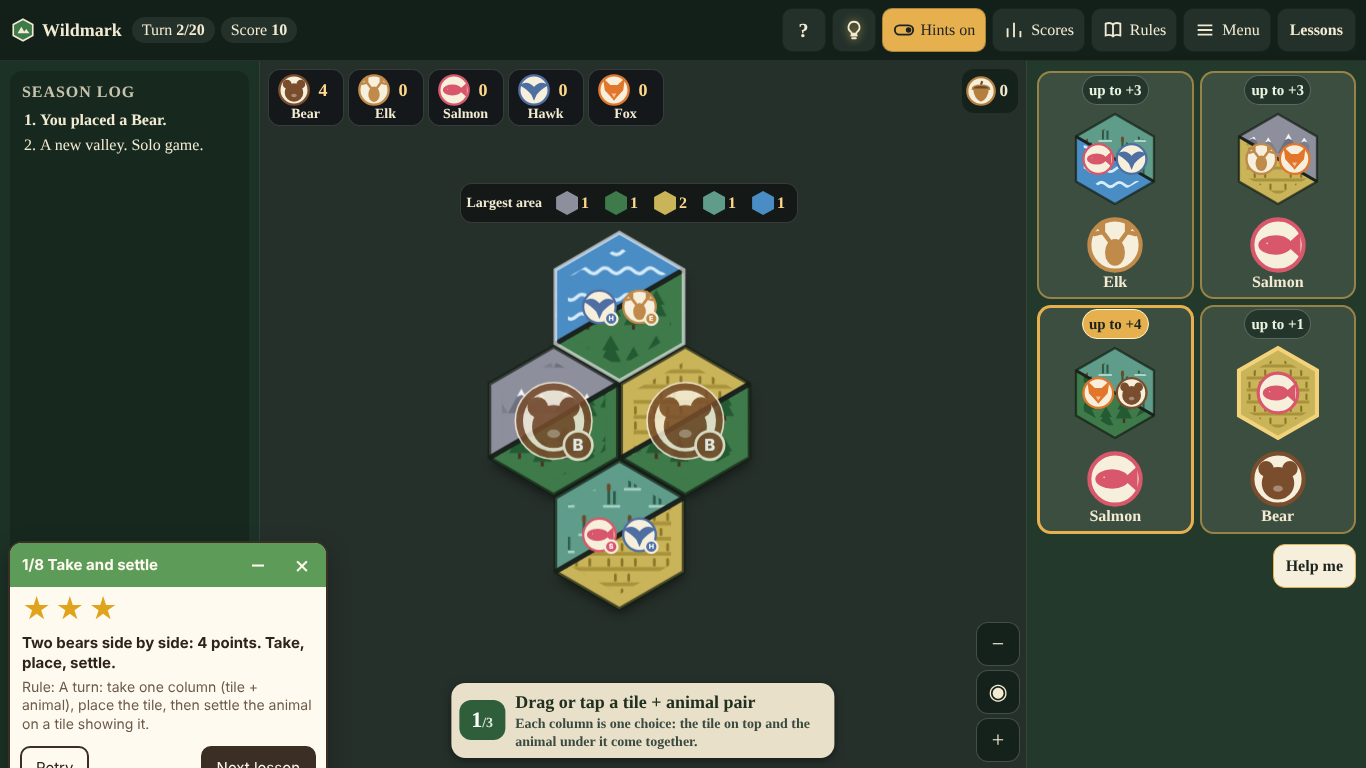 Wildmark
Turn 2/20
Score 10
?
Hints on
Scores
Rules
Menu
Lessons
SEASON LOG
1. You placed a Bear.
2. A new valley. Solo game.
4
Bear
0
Elk
0
Salmon
0
Hawk
0
Fox
0
Largest area
1
1
2
1
1
H
E
B
B
B
H
up to +3
Elk
up to +3
Salmon
up to +4
Salmon
up to +1
Bear
Help me
1/8 Take and settle
Two bears side by side: 4 points. Take,
place, settle.
Rule: A turn: take one column (tile +
animal), place the tile, then settle the animal
on a tile showing it.
Retry
Next lesson
1/3
Drag or tap a tile + animal pair
Each column is one choice: the tile on top and the
animal under it come together.